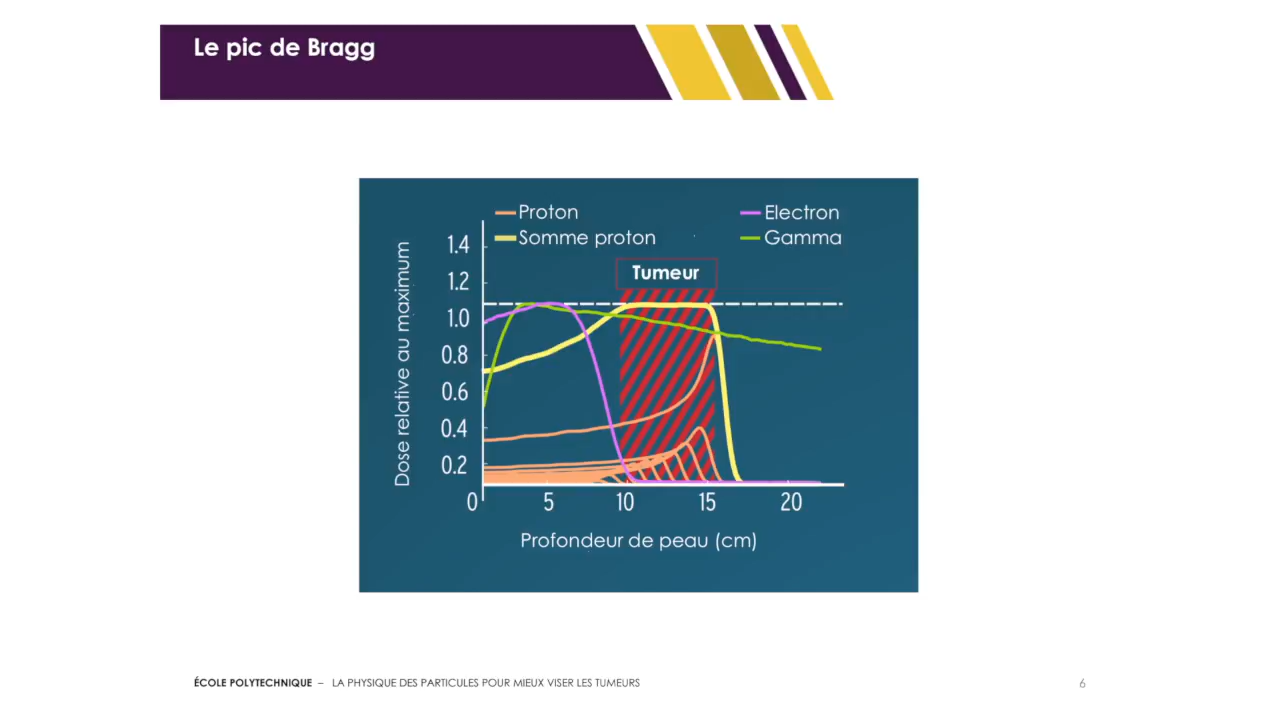 Le pic de Bragg
Proton
Electron
Somme proton
Gamma
Tumeur
Dose relative au maximum
1.4
1.2
1.0
0.8
0.6
0.4
0.2
0 5 10 15 20
Profondeur de peau (cm)
ÉCOLE POLYTECHNIQUE – LA PHYSIQUE DES PARTICULES POUR MIEUX VISER LES TUMEURS
6